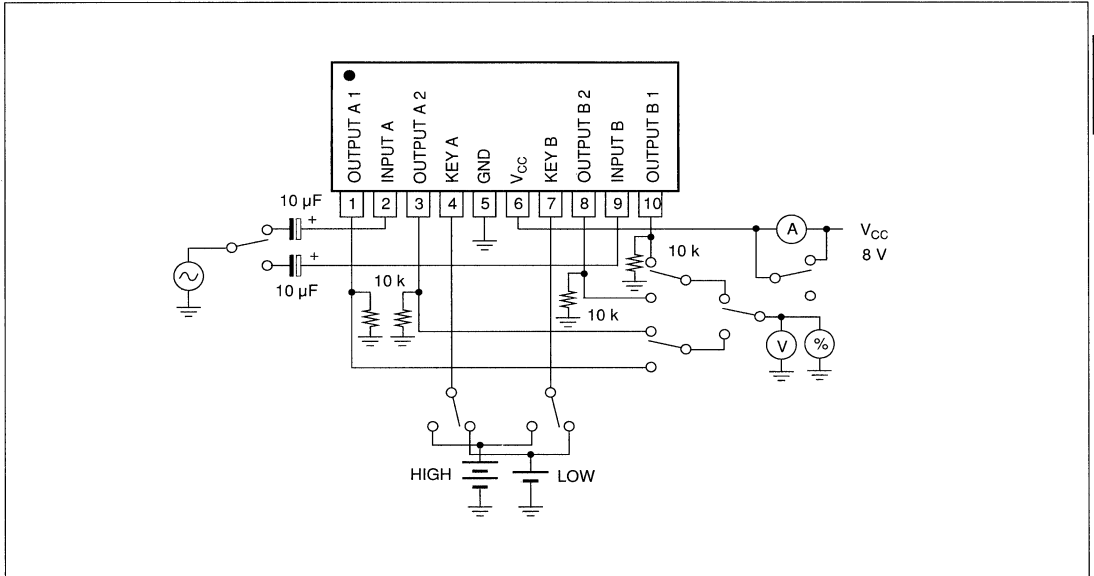 OUTPUT A 1
INPUT A
OUTPUT A 2
KEY A
GND
VCC
KEY B
OUTPUT B 2
INPUT B
OUTPUT B 1
1
2
3
4
5
6
7
8
9
10
10 µF
+
+
10 µF
10 k
10 k
10 k
A
VCC
8 V
V
%
HIGH
LOW